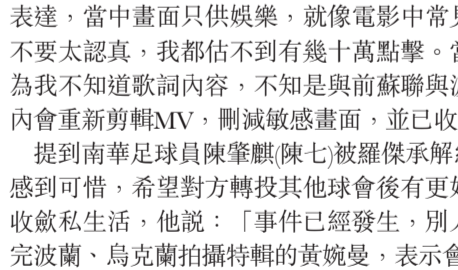 表達，當中畫面只供娛樂，就像電影中常
不要太認真，我都估不到有幾十萬點擊。當
為我不知道歌詞內容，不知是與前蘇聯與
內會重新剪輯MV，刪減敏感畫面，並已收
提到南華足球員陳肇麒(陳七)被羅傑承解
感到可惜，希望對方轉投其他球會後有更
收斂私生活，他説：「事件已經發生，別
完波蘭、烏克蘭拍攝特輯的黃婉曼，表示會